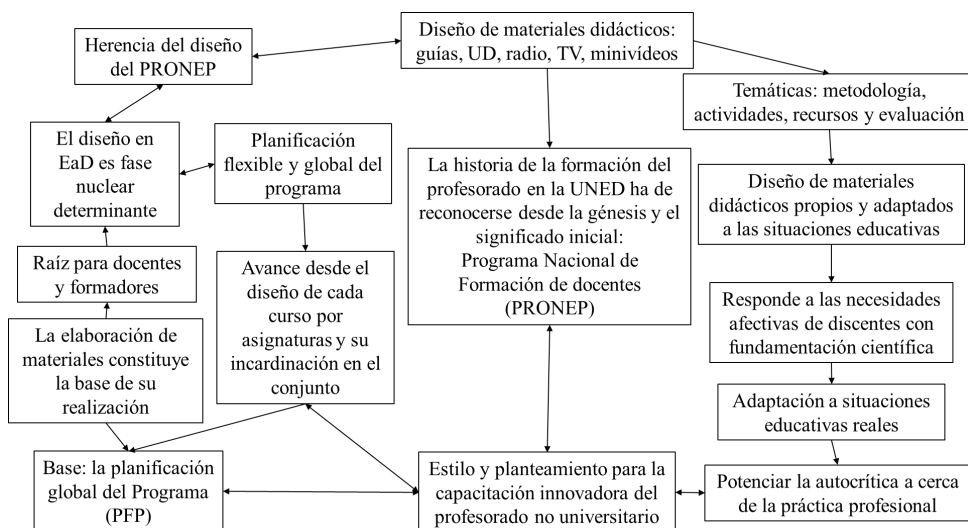 Herencia del diseño
del PRONEP
Diseño de materiales didácticos:
guías, UD, radio, TV, minivídeos
Temáticas: metodología,
actividades, recursos y evaluación
El diseño en
EaD es fase
nuclear
determinante
Planificación
flexible y global del
programa
La historia de la formación del
profesorado en la UNED ha de
reconocerse desde la génesis y el
significado inicial:
Programa Nacional de
Formación de docentes
(PRONEP)
Diseño de materiales
didácticos propios y adaptados
a las situaciones educativas
Raíz para docentes
y formadores
Avance desde el
diseño de cada
curso por
asignaturas y su
incardinación en el
conjunto
Responde a las necesidades
afectivas de discentes con
fundamentación científica
La elaboración de
materiales constituye
la base de su
realización
Adaptación a situaciones
educativas reales
Base: la planificación
global del Programa
(PFP)
Estilo y planteamiento para la
capacitación innovadora del
profesorado no universitario
Potenciar la autocrítica a cerca
de la práctica profesional